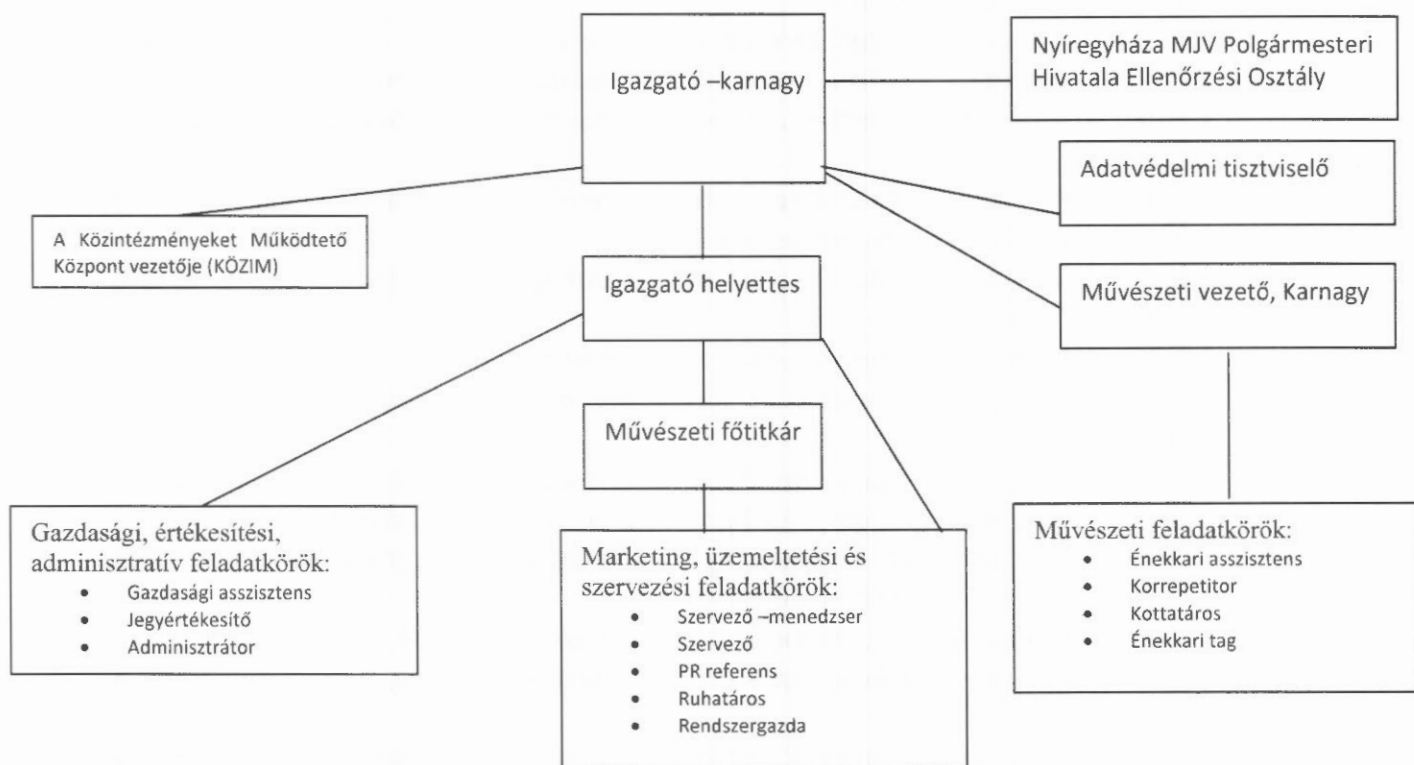 Igazgató –karnagy
Nyíregyháza MJV Polgármesteri
Hivatala Ellenőrzési Osztály
Adatvédelmi tisztviselő
A Közintézményeket Működtető
Központ vezetője (KÖZIM)
Igazgató helyettes
Művészeti vezető, Karnagy
Művészeti főtitkár
Gazdasági, értékesítési,
adminisztratív feladatkörök:
• Gazdasági asszisztens
• Jegyértékesítő
• Adminisztrátor
Marketing, üzemeltetési és
szervezési feladatkörök:
• Szervező –menedzser
• Szervező
• PR referens
• Ruhatáros
• Rendszergazda
Művészeti feladatkörök:
• Énekkari asszisztens
• Korrepetitor
• Kottatáros
• Énekkari tag